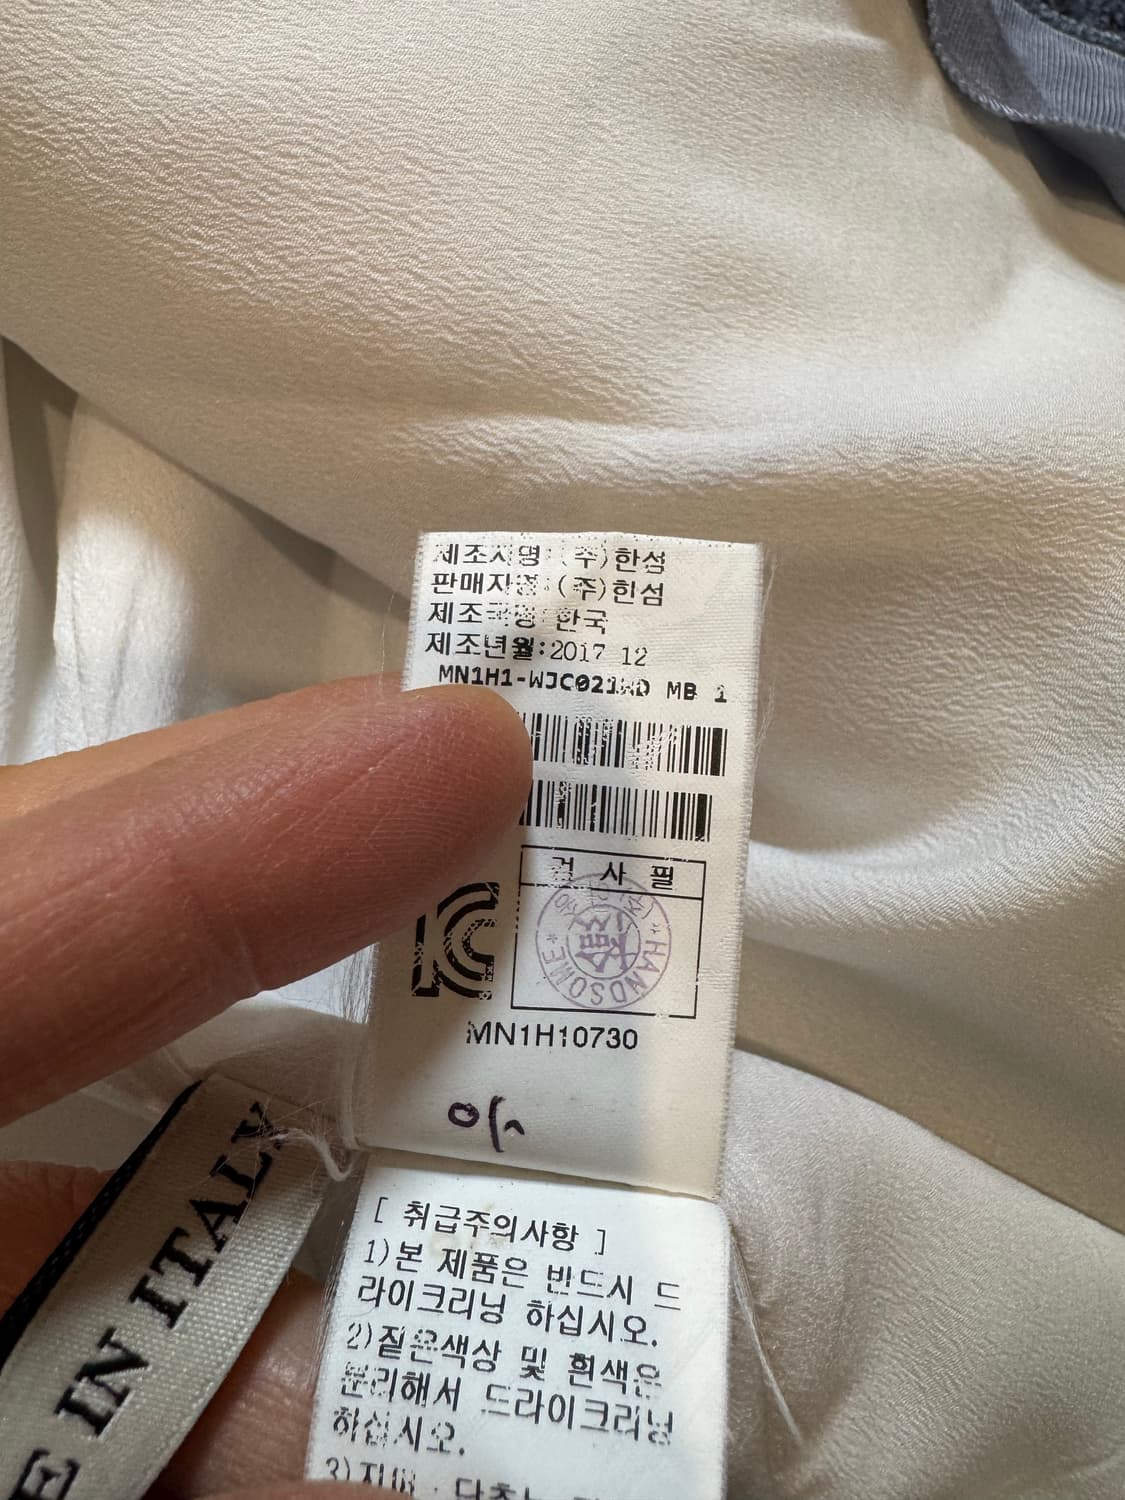 제조자명:(주)한섬
판매자명:(주)한섬
제조국명:한국
제조년월:2017 12
MN1H1-WJC021WD MB 1
검 사 필
HANDSOME
MN1H10730
[ 취급주의사항 ]
1)본 제품은 반드시 드
라이크리닝 하십시오.
2)짙은색상 및 흰색은
분리해서 드라이크리닝
하십시오.
3)지퍼
E IN ITALY